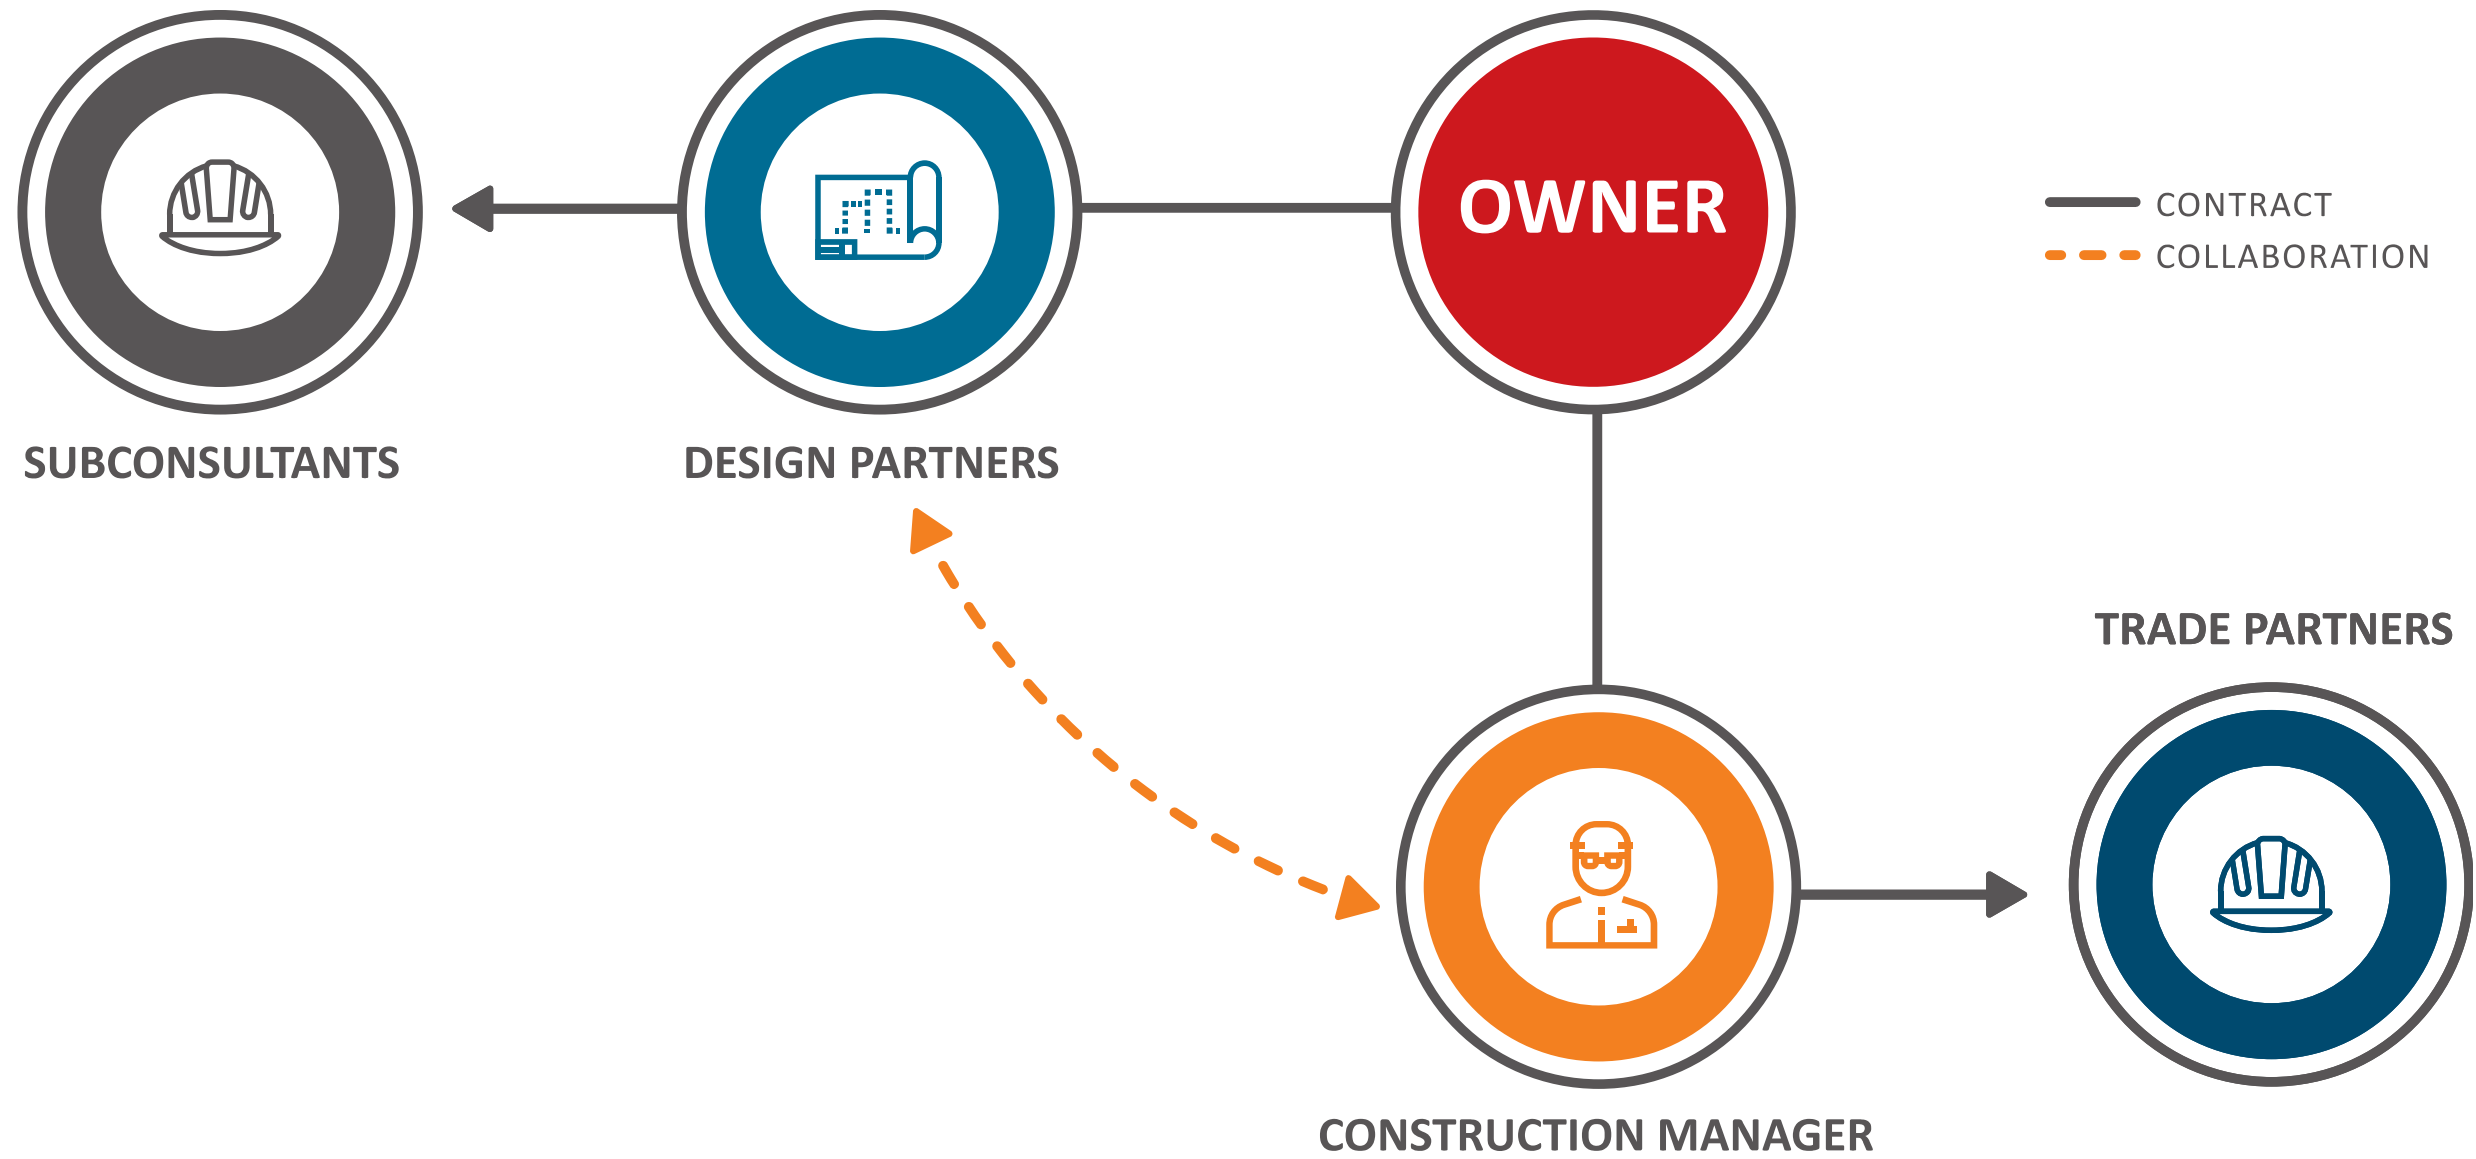 OWNER
CONTRACT
COLLABORATION
SUBCONSULTANTS
DESIGN PARTNERS
TRADE PARTNERS
CONSTRUCTION MANAGER